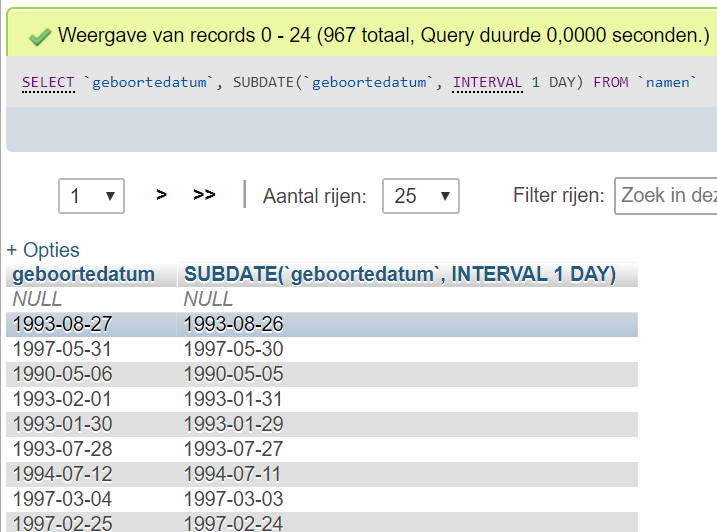 Weergave van records 0 - 24 (967 totaal, Query duurde 0,0000 seconden.)
SELECT `geboortedatum`, SUBDATE(`geboortedatum`, INTERVAL 1 DAY) FROM `namen`
1 > >> Aantal rijen: 25 Filter rijen: Zoek in
+ Opties
geboortedatum SUBDATE(`geboortedatum`, INTERVAL 1 DAY)
NULL NULL
1993-08-27 1993-08-26
1997-05-31 1997-05-30
1990-05-06 1990-05-05
1993-02-01 1993-01-31
1993-01-30 1993-01-29
1993-07-28 1993-07-27
1994-07-12 1994-07-11
1997-03-04 1997-03-03
1997-02-25 1997-02-24